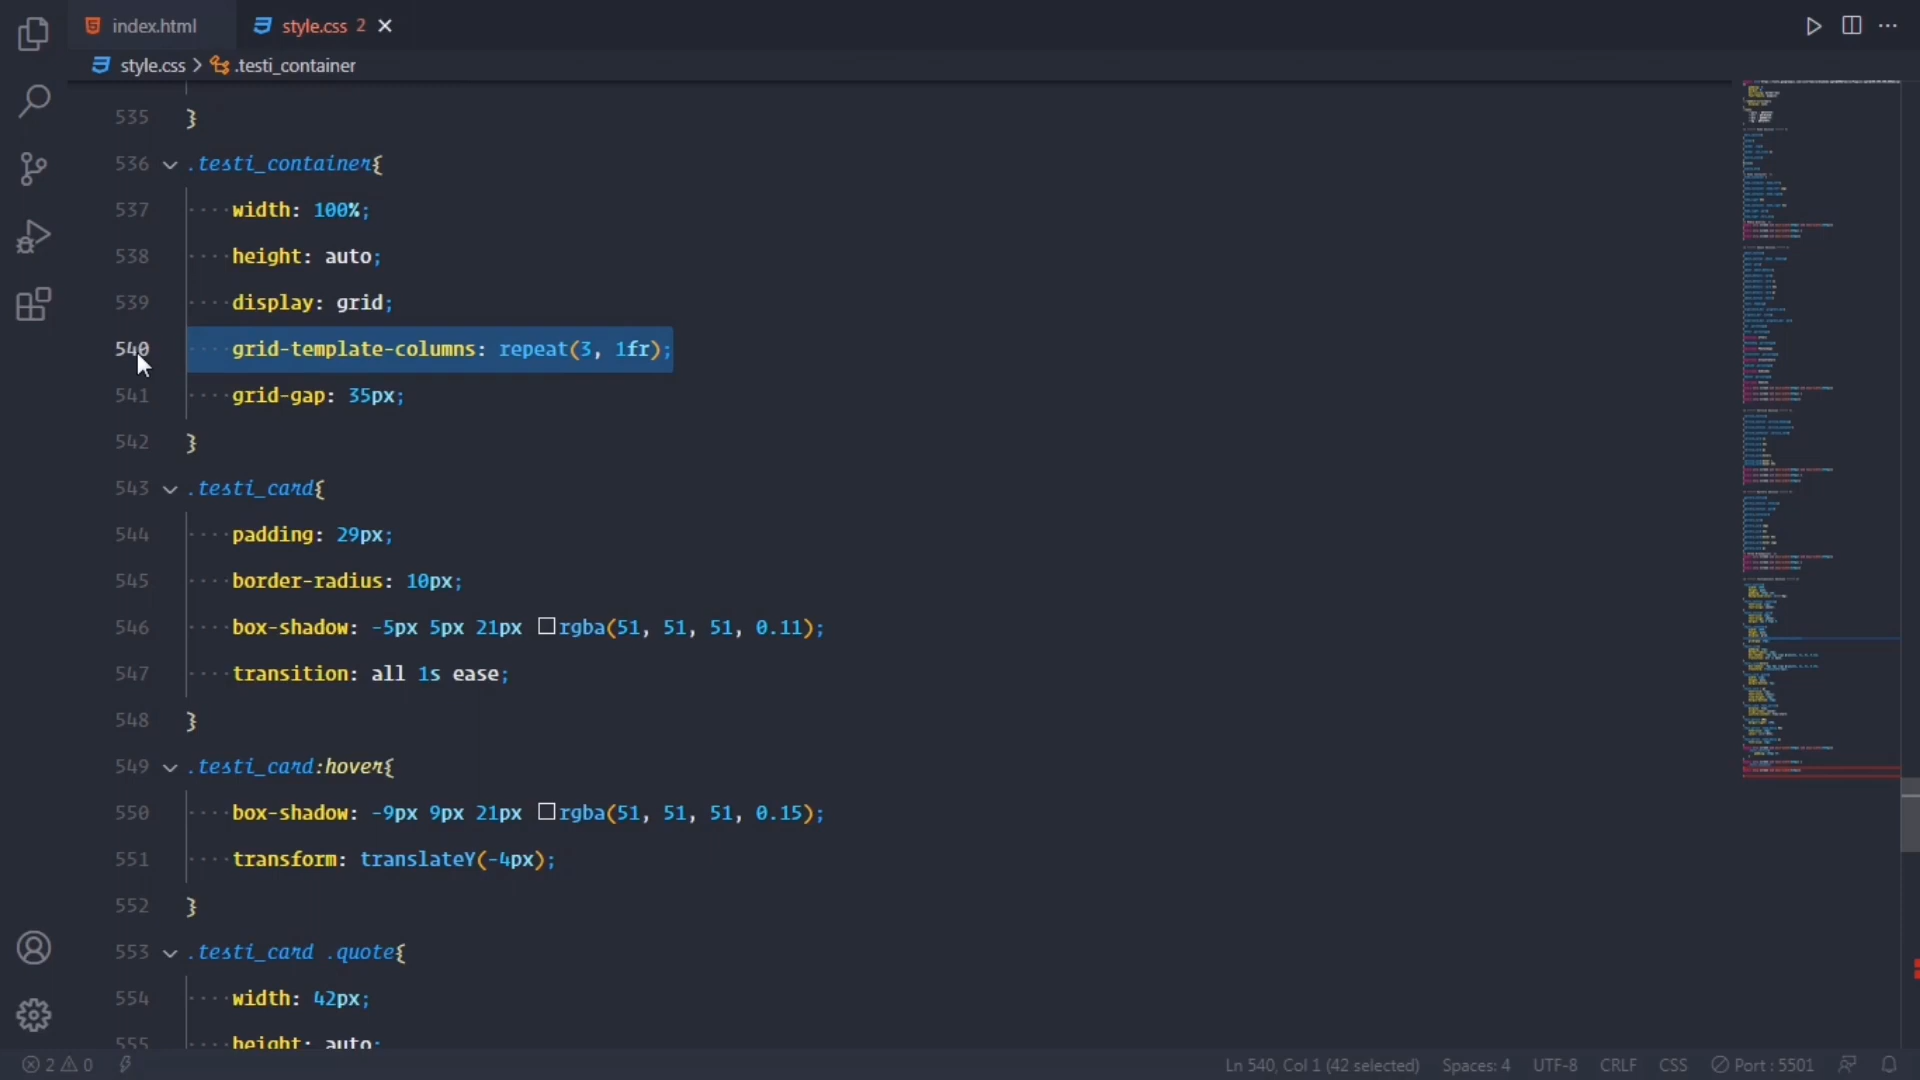 index.html
style.css 2
style.css > .testi_container
535 }
536 .testi_container{
537 width: 100%;
538 height: auto;
539 display: grid;
540 grid-template-columns: repeat(3, 1fr);
541 grid-gap: 35px;
542 }
543 .testi_card{
544 padding: 29px;
545 border-radius: 10px;
546 box-shadow: -5px 5px 21px rgba(51, 51, 51, 0.11);
547 transition: all 1s ease;
548 }
549 .testi_card:hover{
550 box-shadow: -9px 9px 21px rgba(51, 51, 51, 0.15);
551 transform: translateY(-4px);
552 }
553 .testi_card .quote{
554 width: 42px;
555 height: auto;
2 0 Ln 540, Col 1 (42 selected) Spaces: 4 UTF-8 CRLF CSS Port : 5501